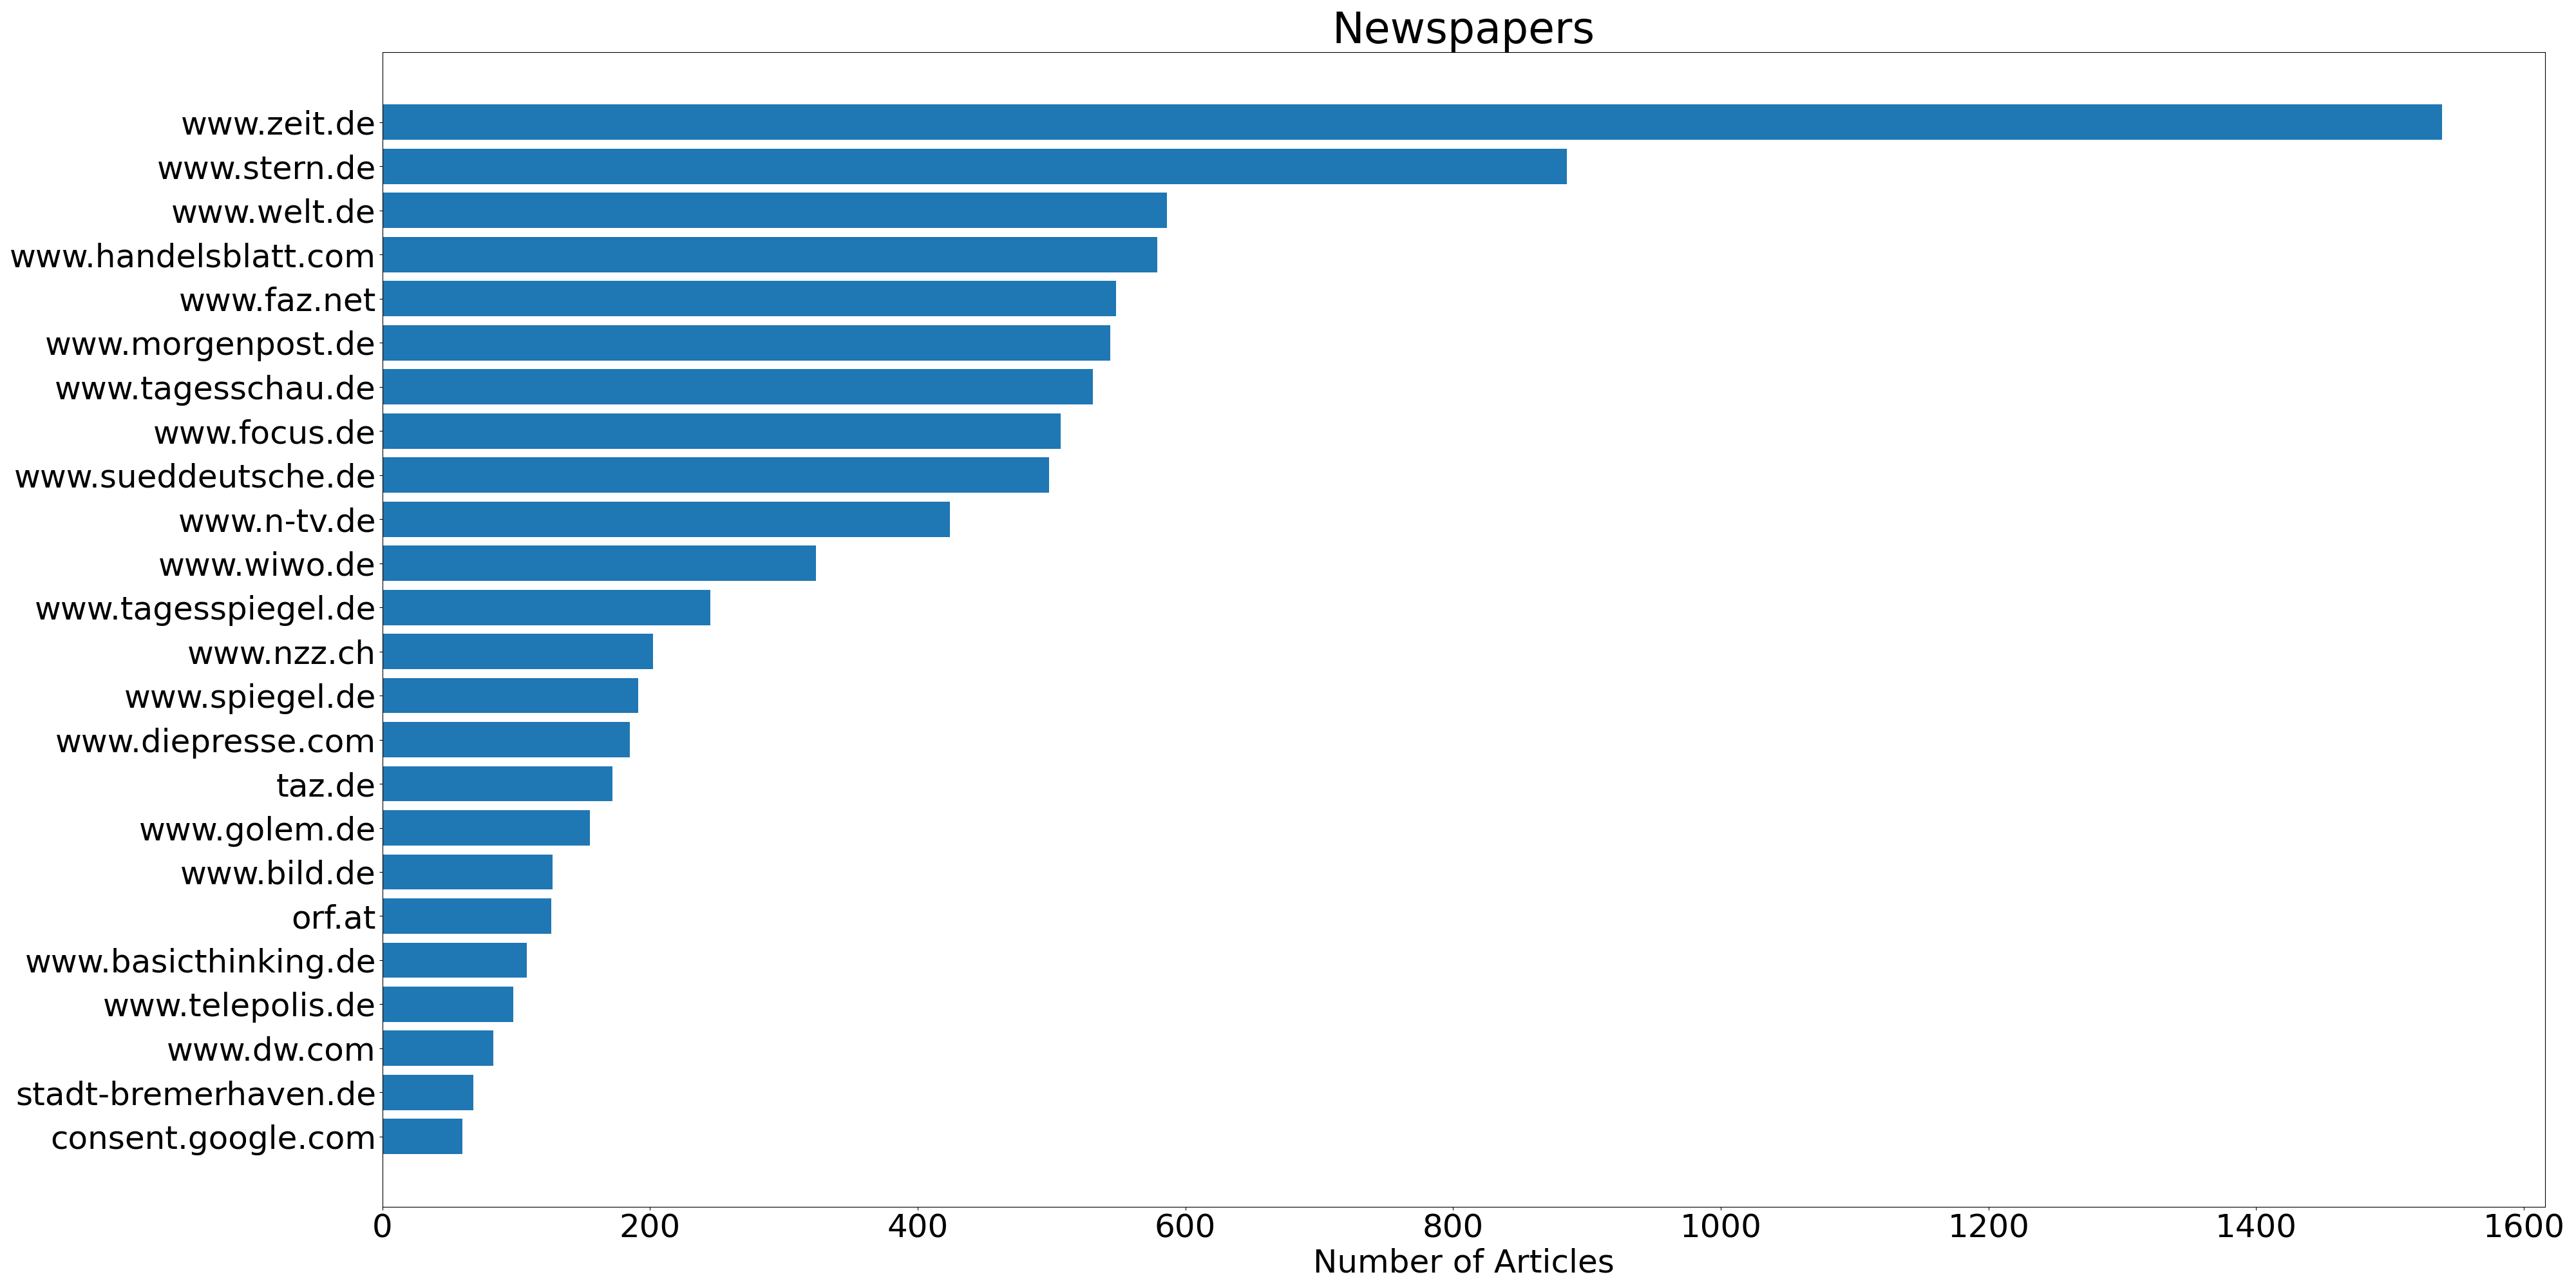 Newspapers
www.zeit.de
www.stern.de
www.welt.de
www.handelsblatt.com
www.faz.net
www.morgenpost.de
www.tagesschau.de
www.focus.de
www.sueddeutsche.de
www.n-tv.de
www.wiwo.de
www.tagesspiegel.de
www.nzz.ch
www.spiegel.de
www.diepresse.com
taz.de
www.golem.de
www.bild.de
orf.at
www.basicthinking.de
www.telepolis.de
www.dw.com
stadt-bremerhaven.de
consent.google.com
0 200 400 600 800 1000 1200 1400 1600
Number of Articles